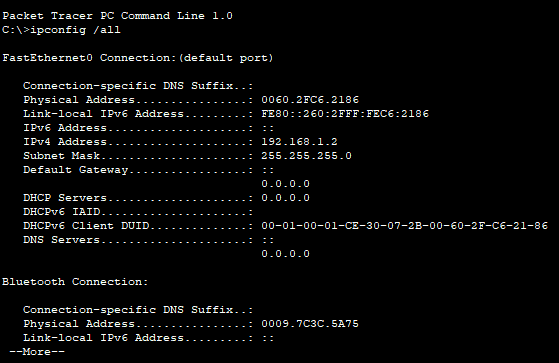 Packet Tracer PC Command Line 1.0
C:\>ipconfig /all
FastEthernet0 Connection:(default port)
Connection-specific DNS Suffix..:
Physical Address................: 0060.2FC6.2186
Link-local IPv6 Address.........: FE80::260:2FFF:FEC6:2186
IPv6 Address....................: ::
IPv4 Address....................: 192.168.1.2
Subnet Mask.....................: 255.255.255.0
Default Gateway.................: ::
0.0.0.0
DHCP Servers....................: 0.0.0.0
DHCPv6 IAID.....................:
DHCPv6 Client DUID..............: 00-01-00-01-CE-30-07-2B-00-60-2F-C6-21-86
DNS Servers.....................: ::
0.0.0.0
Bluetooth Connection:
Connection-specific DNS Suffix..:
Physical Address................: 0009.7C3C.5A75
Link-local IPv6 Address.........: ::
--More--